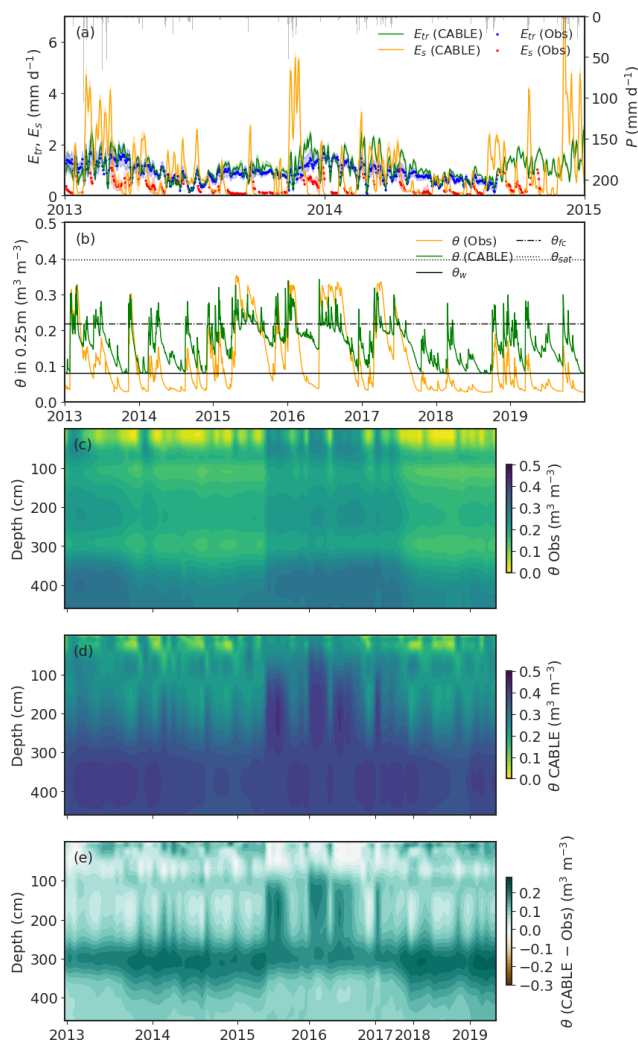 (a)
E_tr (CABLE)
E_s (CABLE)
E_tr (Obs)
E_s (Obs)
E_tr, E_s (mm d⁻¹)
6
4
2
0
P (mm d⁻¹)
0
50
100
150
200
2013
2014
2015
(b)
θ (Obs)
θ (CABLE)
θ_w
θ_fc
θ_sat
θ in 0.25m (m³ m⁻³)
0.5
0.4
0.3
0.2
0.1
0.0
2013
2014
2015
2016
2017
2018
2019
(c)
Depth (cm)
100
200
300
400
0.5
0.4
0.3
0.2
0.1
0.0
θ Obs (m³ m⁻³)
(d)
Depth (cm)
100
200
300
400
0.5
0.4
0.3
0.2
0.1
0.0
θ CABLE (m³ m⁻³)
(e)
Depth (cm)
100
200
300
400
0.2
0.1
0.0
−0.1
−0.2
−0.3
θ (CABLE − Obs) (m³ m⁻³)
2013
2014
2015
2016
2017
2018
2019